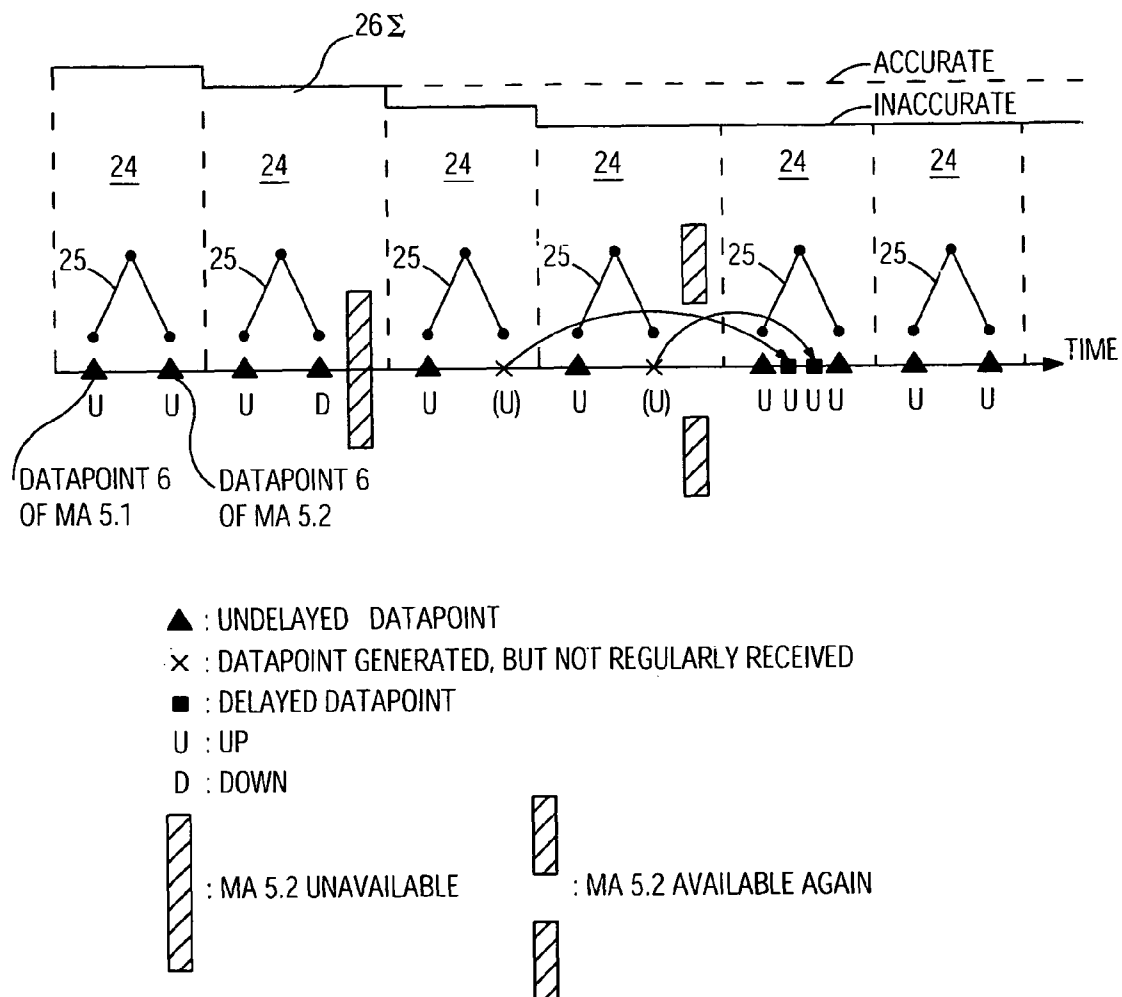 26Σ
ACCURATE
INACCURATE
24 24 24 24 24 24
25 25 25 25 25 25
TIME
U U U D U (U) U (U) U U U U U U
DATAPOINT 6
OF MA 5.1
DATAPOINT 6
OF MA 5.2
: UNDELAYED DATAPOINT
: DATAPOINT GENERATED, BUT NOT REGULARLY RECEIVED
: DELAYED DATAPOINT
U : UP
D : DOWN
: MA 5.2 UNAVAILABLE
: MA 5.2 AVAILABLE AGAIN